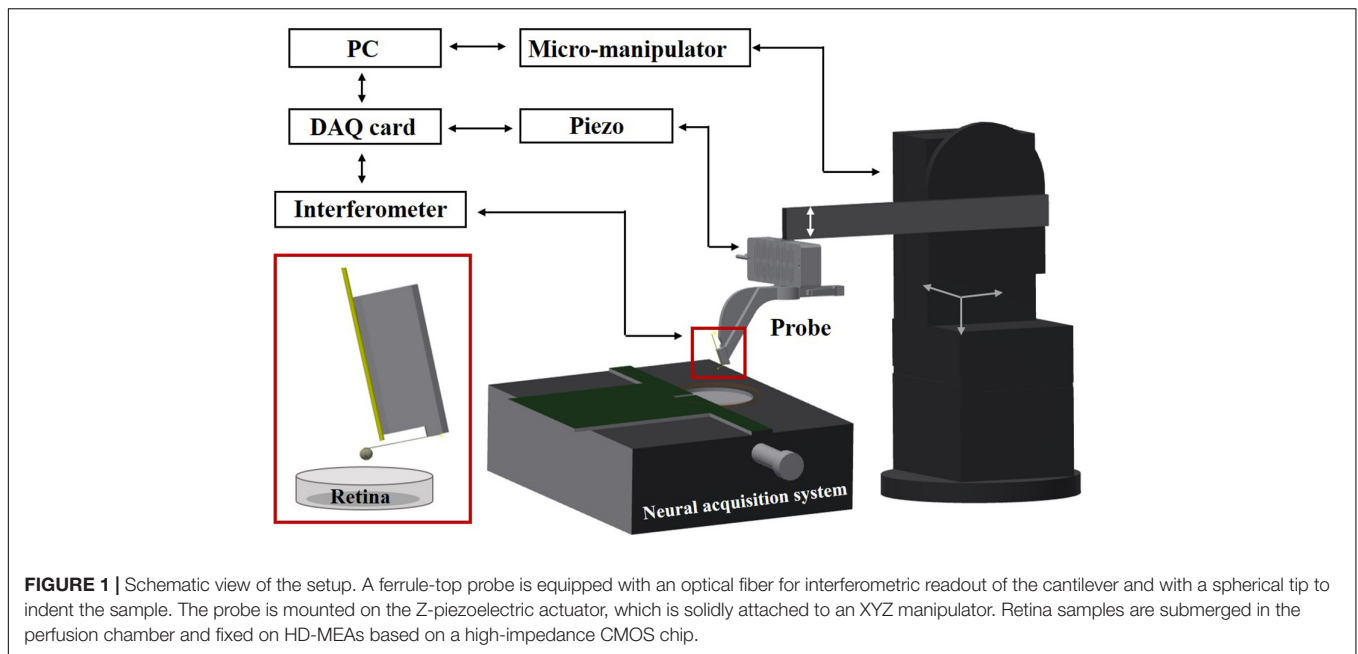 PC
Micro-manipulator
DAQ card
Piezo
Interferometer
Probe
Retina
Neural acquisition system
FIGURE 1 | Schematic view of the setup. A ferrule-top probe is equipped with an optical fiber for interferometric readout of the cantilever and with a spherical tip to
indent the sample. The probe is mounted on the Z-piezoelectric actuator, which is solidly attached to an XYZ manipulator. Retina samples are submerged in the
perfusion chamber and fixed on HD-MEAs based on a high-impedance CMOS chip.